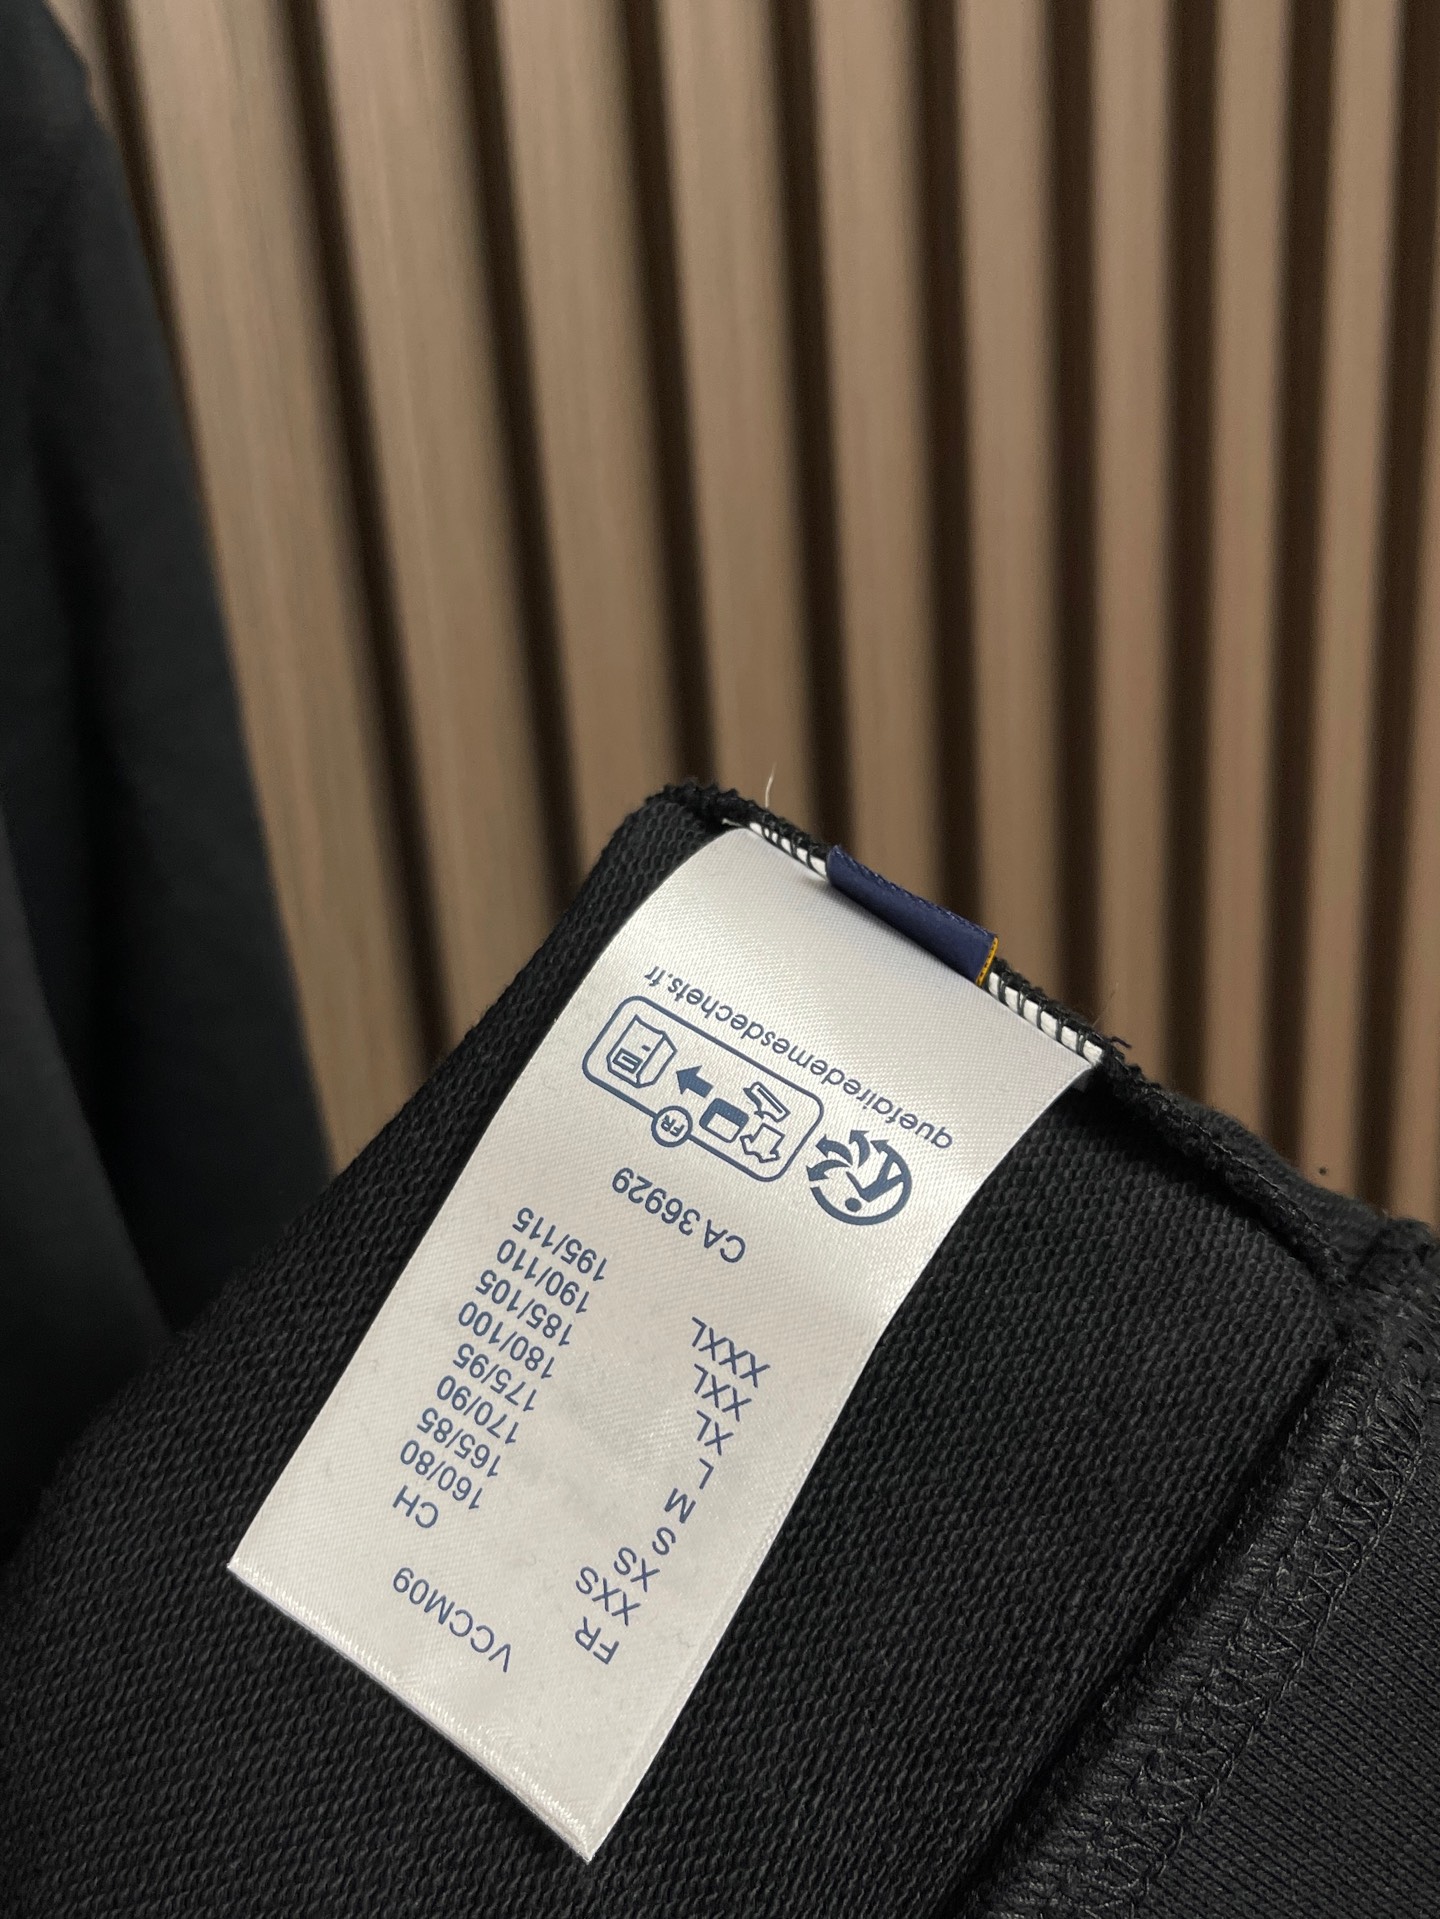 VCCM09
FR CH
XXS 160/80
XS 165/85
S 170/90
M 175/95
L 180/100
XL 185/105
XXL 190/110
XXXL 195/115
CA 36929
FR
quefairedemesdechets.fr